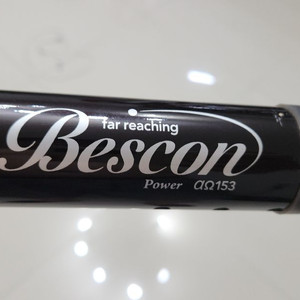 far reaching
Bescon
Power αΩ153